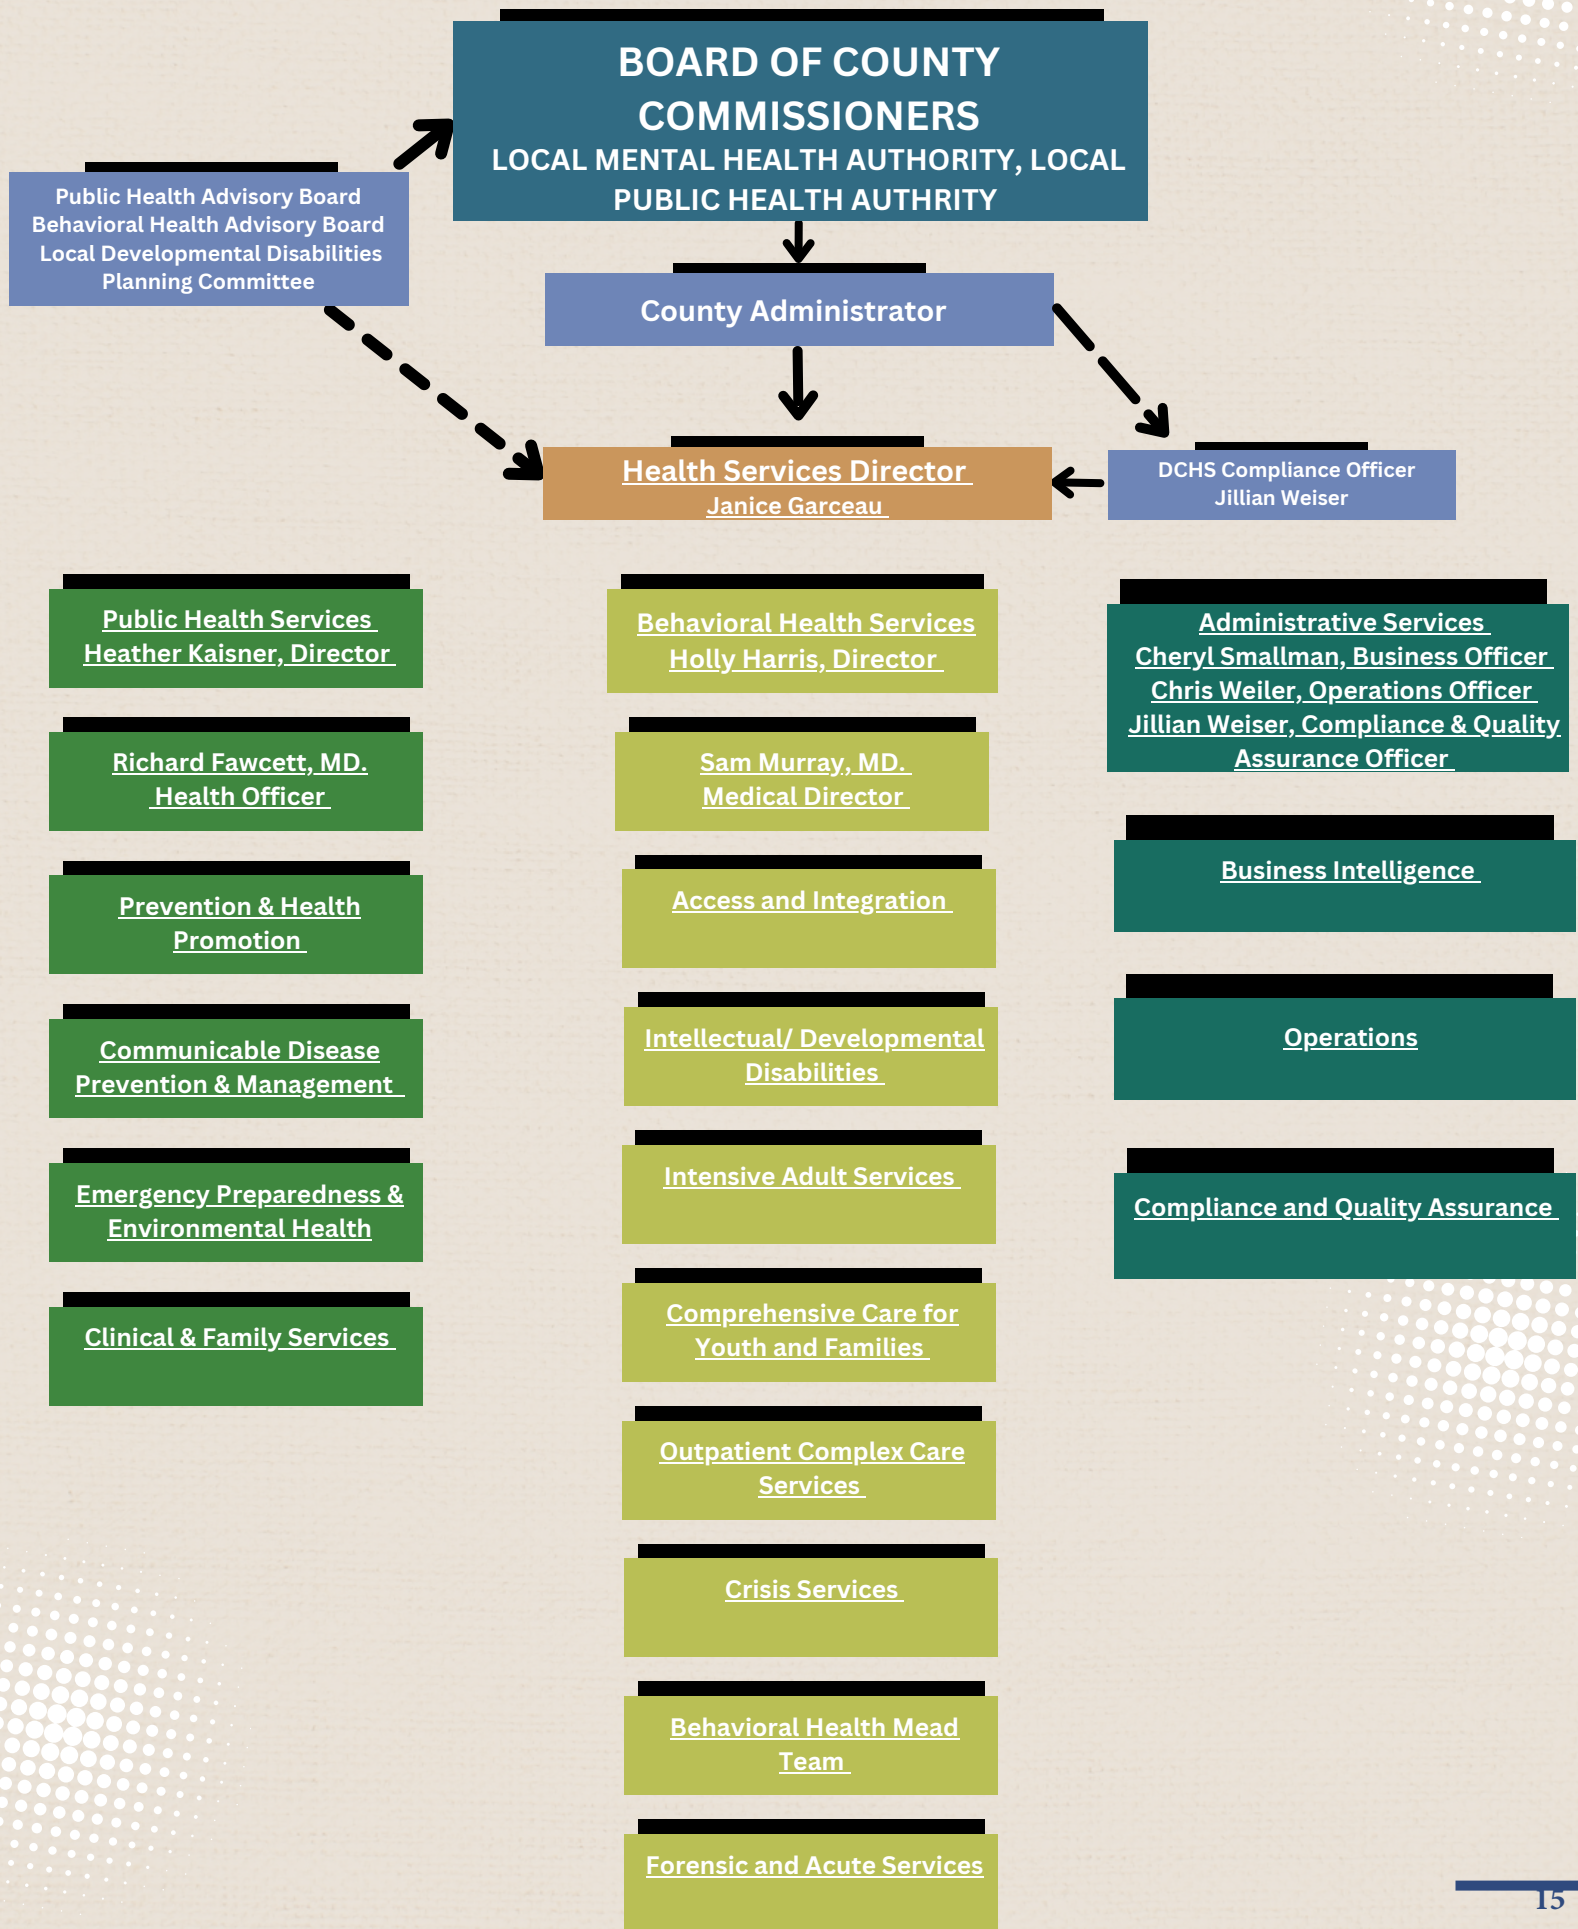 BOARD OF COUNTY
COMMISSIONERS
LOCAL MENTAL HEALTH AUTHORITY, LOCAL
PUBLIC HEALTH AUTHRITY
Public Health Advisory Board
Behavioral Health Advisory Board
Local Developmental Disabilities
Planning Committee
County Administrator
Health Services Director
Janice Garceau
DCHS Compliance Officer
Jillian Weiser
Public Health Services
Heather Kaisner, Director
Richard Fawcett, MD.
Health Officer
Prevention & Health
Promotion
Communicable Disease
Prevention & Management
Emergency Preparedness &
Environmental Health
Clinical & Family Services
Behavioral Health Services
Holly Harris, Director
Sam Murray, MD.
Medical Director
Access and Integration
Intellectual/ Developmental
Disabilities
Intensive Adult Services
Comprehensive Care for
Youth and Families
Outpatient Complex Care
Services
Crisis Services
Behavioral Health Mead
Team
Forensic and Acute Services
Administrative Services
Cheryl Smallman, Business Officer
Chris Weiler, Operations Officer
Jillian Weiser, Compliance & Quality
Assurance Officer
Business Intelligence
Operations
Compliance and Quality Assurance
15